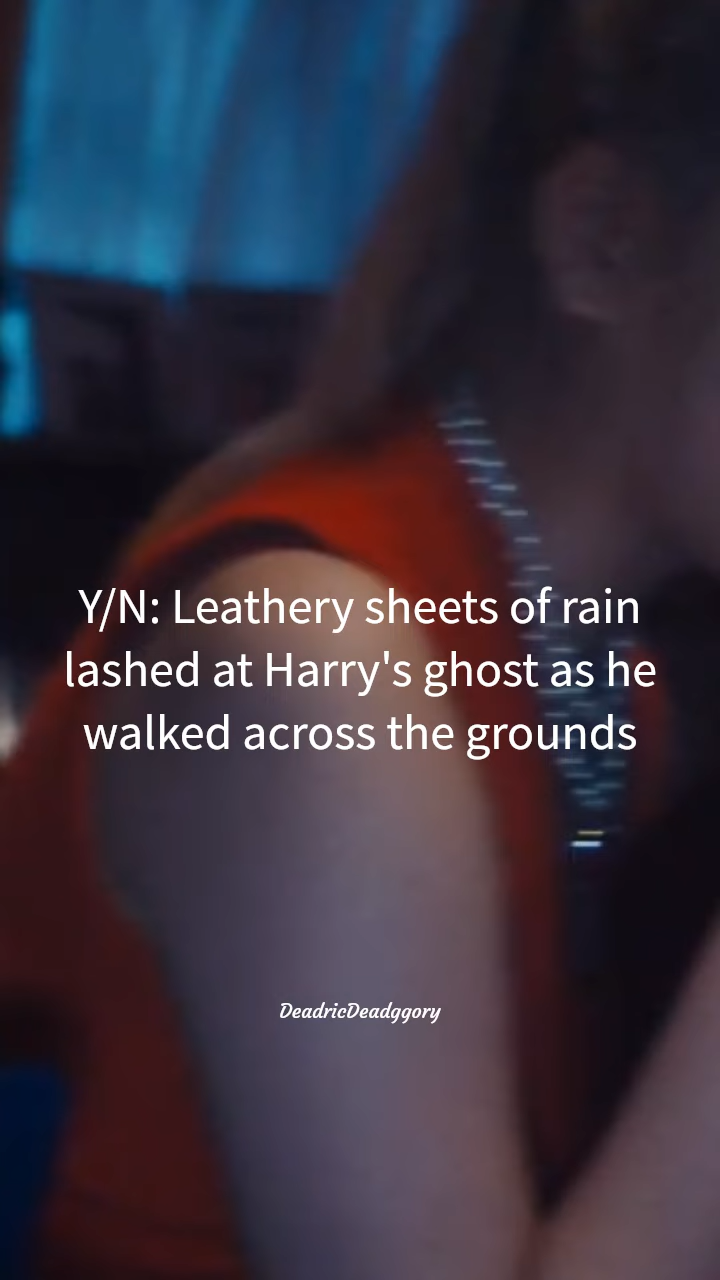 Y/N: Leathery sheets of rain
lashed at Harry's ghost as he
walked across the grounds
DeadricDeadggory